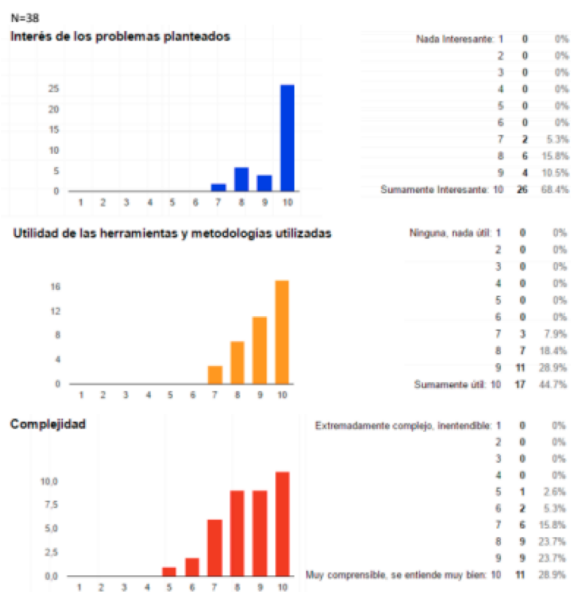 N=38
Interés de los problemas planteados
25
20
15
10
5
0
1 2 3 4 5 6 7 8 9 10
Nada Interesante: 1 0 0%
2 0 0%
3 0 0%
4 0 0%
5 0 0%
6 0 0%
7 2 5.3%
8 6 15.8%
9 4 10.5%
Sumamente Interesante: 10 26 68.4%
Utilidad de las herramientas y metodologías utilizadas
16
12
8
4
0
1 2 3 4 5 6 7 8 9 10
Ninguna, nada útil: 1 0 0%
2 0 0%
3 0 0%
4 0 0%
5 0 0%
6 0 0%
7 3 7.9%
8 7 18.4%
9 11 28.9%
Sumamente útil: 10 17 44.7%
Complejidad
10,0
7,5
5,0
2,5
0,0
1 2 3 4 5 6 7 8 9 10
Extremadamente complejo, inentendible: 1 0 0%
2 0 0%
3 0 0%
4 0 0%
5 1 2.6%
6 2 5.3%
7 6 15.8%
8 9 23.7%
9 9 23.7%
Muy comprensible, se entiende muy bien: 10 11 28.9%